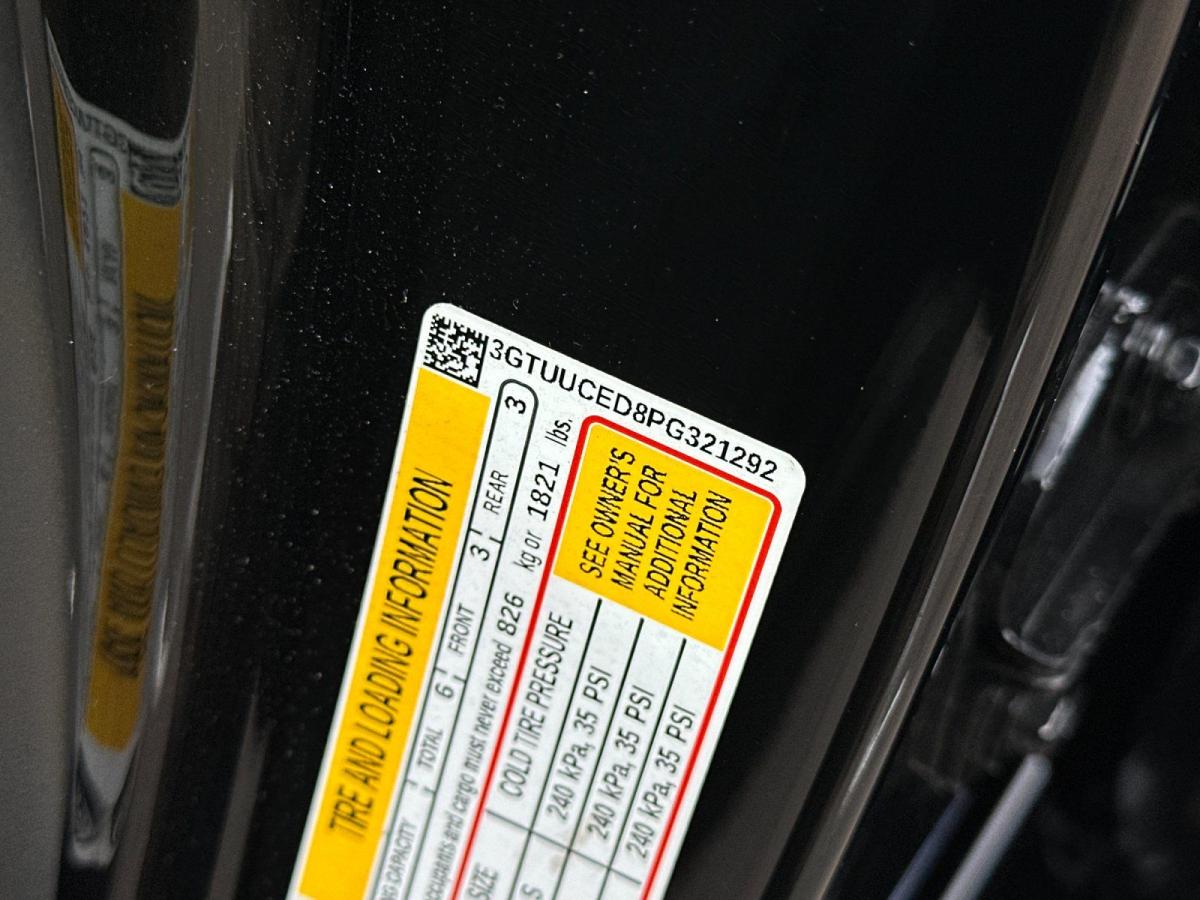 3GTUUCED8PG321292
TIRE AND LOADING INFORMATION
NG CAPACITY TOTAL 6 FRONT 3 REAR 3
occupants and cargo must never exceed 826 kg or 1821 lbs.
SIZE COLD TIRE PRESSURE
S 240 kPa, 35 PSI
240 kPa, 35 PSI
240 kPa, 35 PSI
SEE OWNER'S
MANUAL FOR
ADDITIONAL
INFORMATION